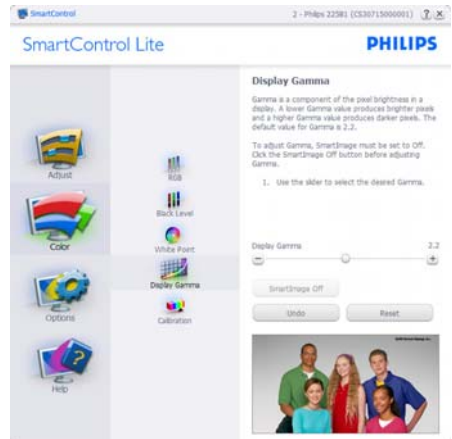 SmartControl
2 - Philips 225B1 (CS30715000001)
SmartControl Lite
PHILIPS
Display Gamma
Gamma is a component of the pixel brightness in a
display. A lower Gamma value produces brighter pixels
and a higher Gamma value produces darker pixels. The
default value for Gamma is 2.2.
To adjust Gamma, SmartImage must be set to Off.
Click the SmartImage Off button before adjusting
Gamma.
1. Use the slider to select the desired Gamma.
Adjust
RGB
Black Level
Color
White Point
Display Gamma
2.2
Display Gamma
SmartImage Off
Options
Calibration
Undo
Reset
Help